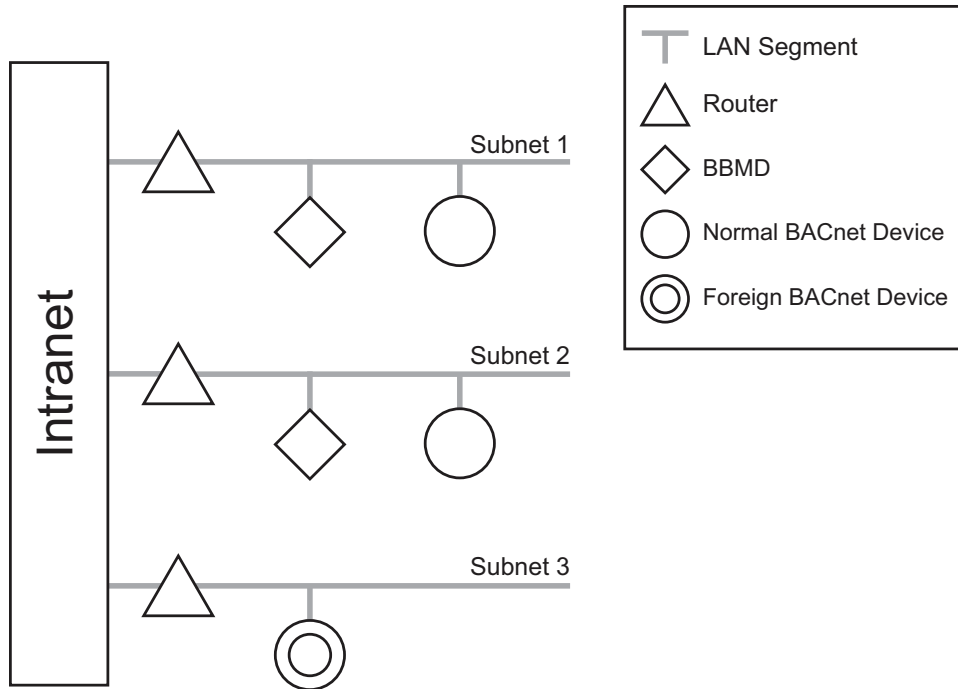 LAN Segment
Router
BBMD
Normal BACnet Device
Foreign BACnet Device
Intranet
Subnet 1
Subnet 2
Subnet 3